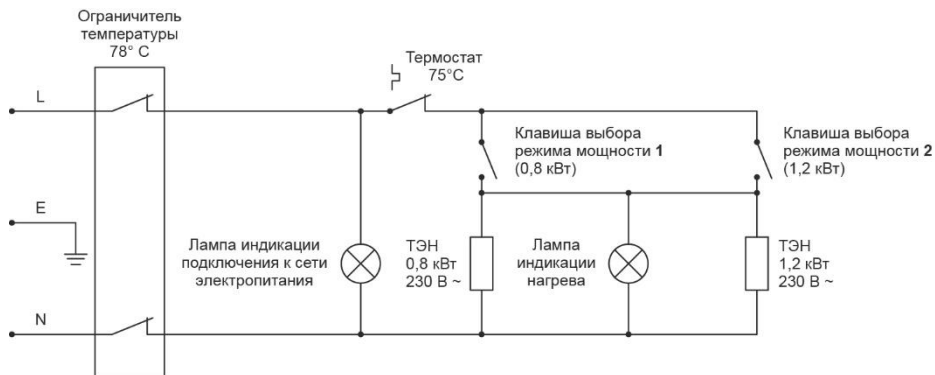 Ограничитель
температуры
78° C
Термостат
75°C
L
Клавиша выбора
режима мощности 1
(0,8 кВт)
Клавиша выбора
режима мощности 2
(1,2 кВт)
E
Лампа индикации
подключения к сети
электропитания
ТЭН
0,8 кВт
230 В ~
Лампа
индикации
нагрева
ТЭН
1,2 кВт
230 В ~
N